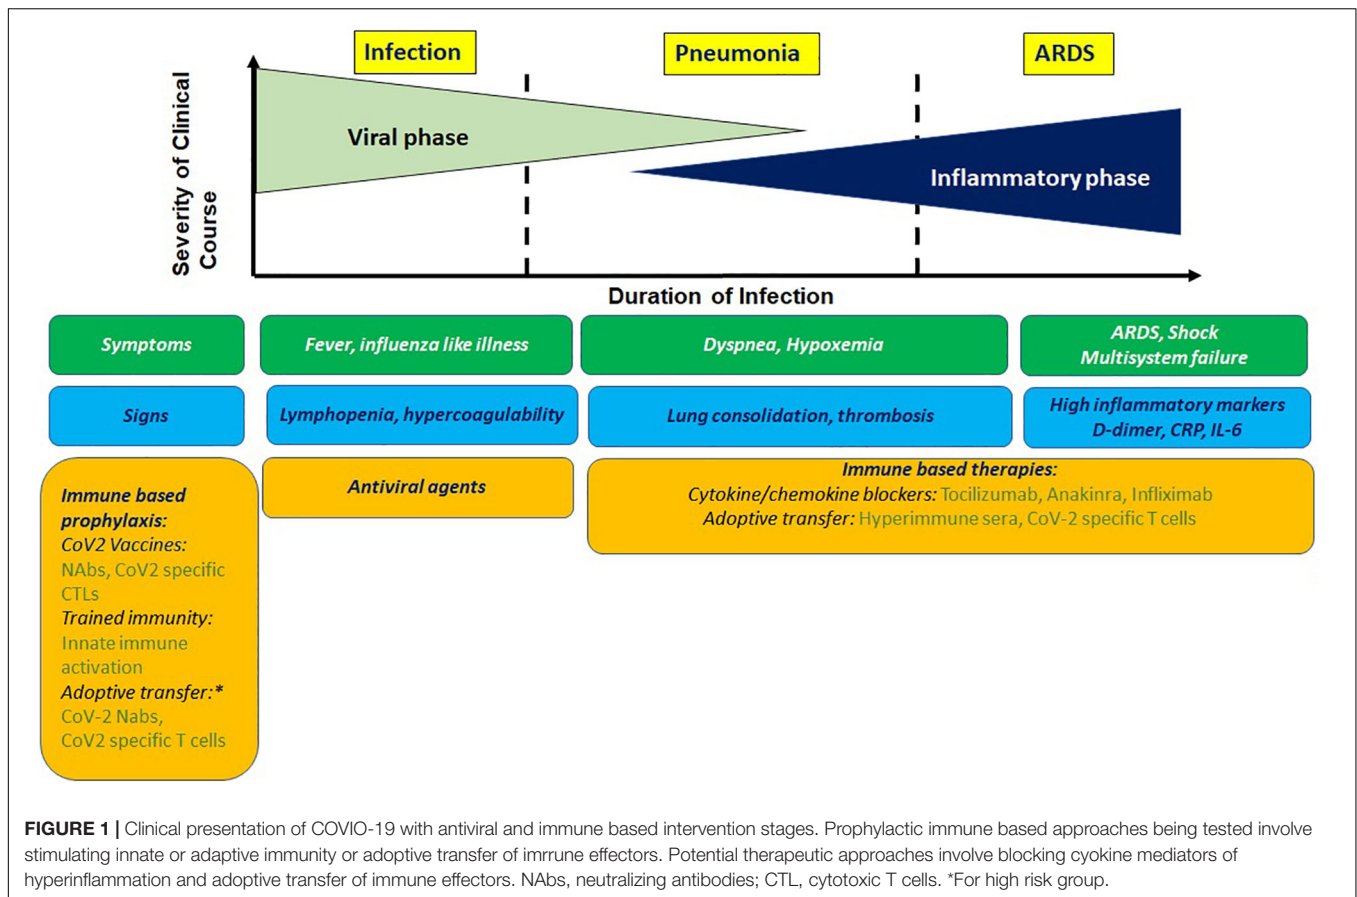 Infection
Pneumonia
ARDS
Severity of Clinical
Course
Viral phase
Inflammatory phase
Duration of Infection
Symptoms
Fever, influenza like illness
Dyspnea, Hypoxemia
ARDS, Shock
Multisystem failure
Signs
Lymphopenia, hypercoagulability
Lung consolidation, thrombosis
High inflammatory markers
D-dimer, CRP, IL-6
Immune based
prophylaxis:
CoV2 Vaccines:
NAbs, CoV2 specific
CTLs
Trained immunity:
Innate immune
activation
Adoptive transfer:*
CoV-2 Nabs,
CoV2 specific T cells
Antiviral agents
Immune based therapies:
Cytokine/chemokine blockers: Tocilizumab, Anakinra, Infliximab
Adoptive transfer: Hyperimmune sera, CoV-2 specific T cells
FIGURE 1 | Clinical presentation of COVIO-19 with antiviral and immune based intervention stages. Prophylactic immune based approaches being tested involve
stimulating innate or adaptive immunity or adoptive transfer of imrrune effectors. Potential therapeutic approaches involve blocking cyokine mediators of
hyperinflammation and adoptive transfer of immune effectors. NAbs, neutralizing antibodies; CTL, cytotoxic T cells. *For high risk group.